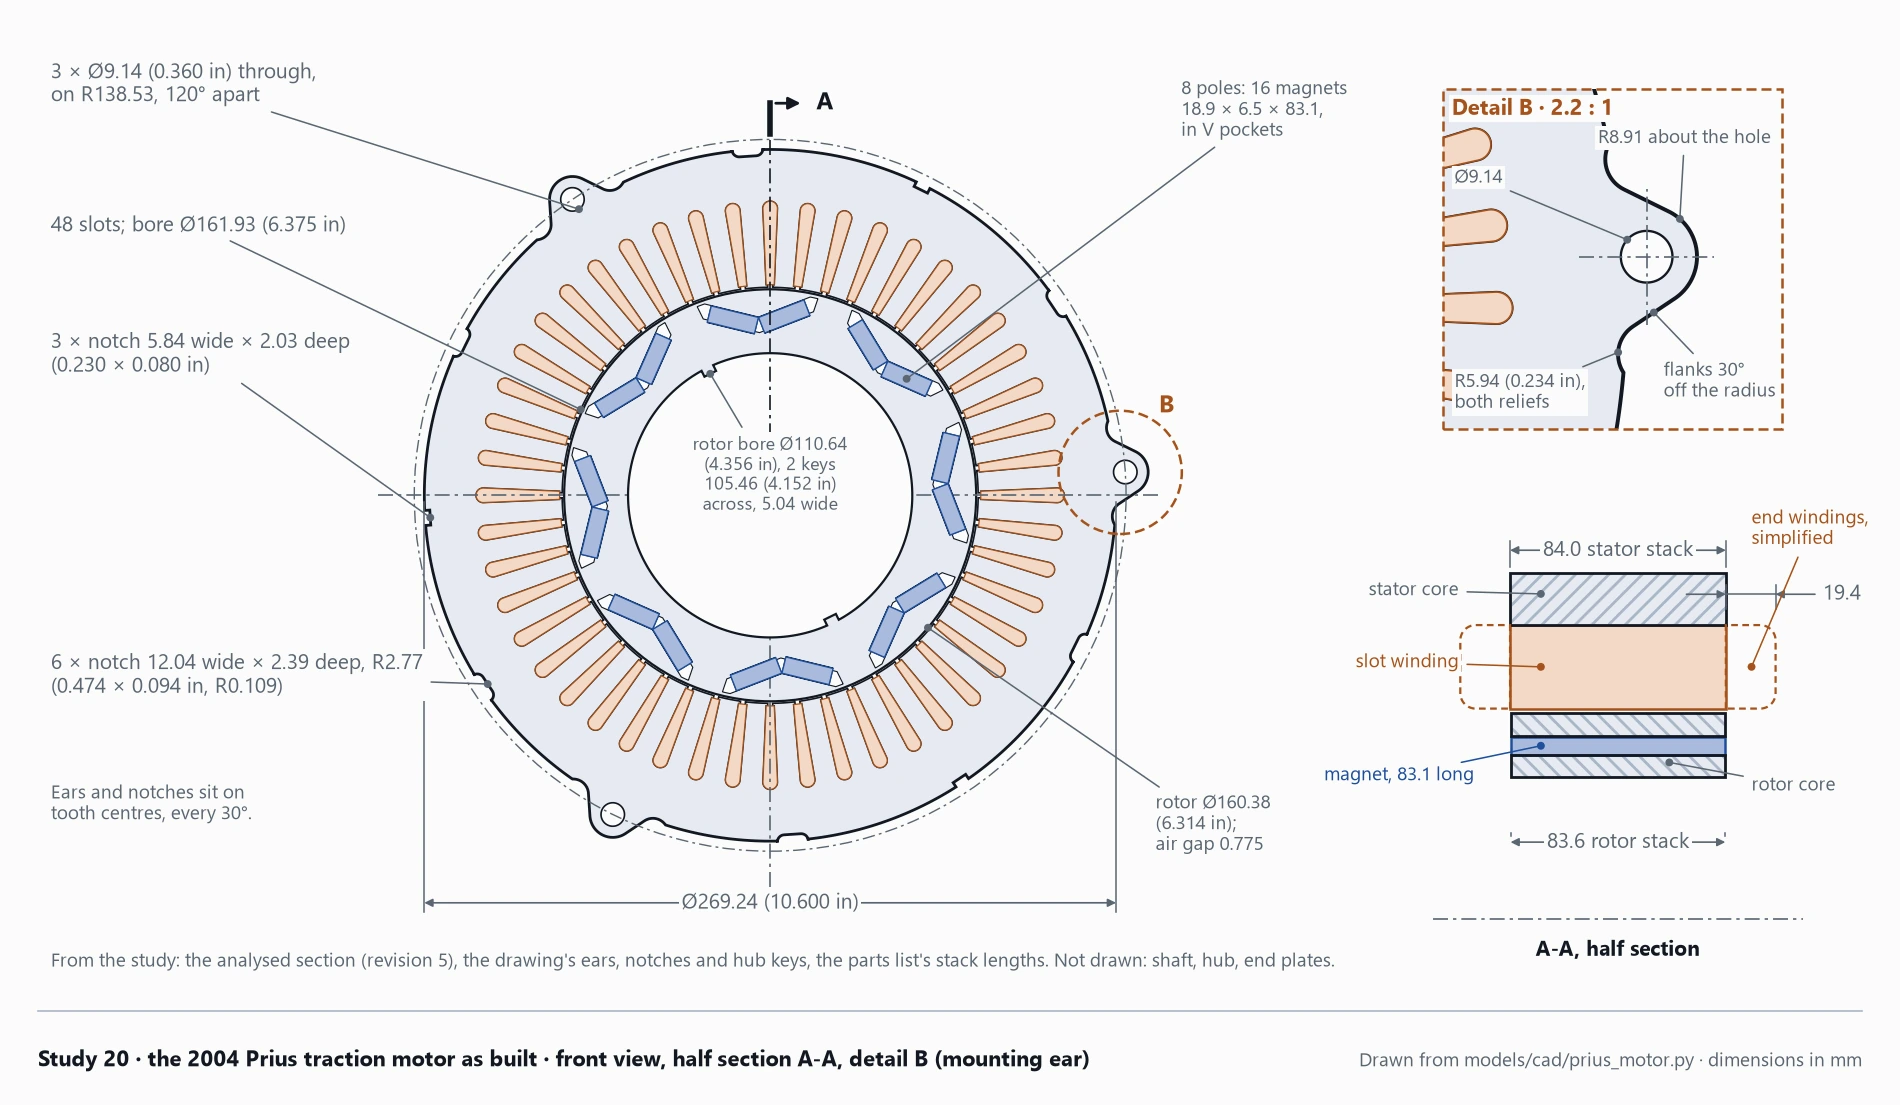 3 × Ø9.14 (0.360 in) through,
on R138.53, 120° apart
A
8 poles: 16 magnets
18.9 × 6.5 × 83.1,
in V pockets
Detail B · 2.2 : 1
R8.91 about the hole
Ø9.14
R5.94 (0.234 in),
both reliefs
flanks 30°
off the radius
48 slots; bore Ø161.93 (6.375 in)
3 × notch 5.84 wide × 2.03 deep
(0.230 × 0.080 in)
B
rotor bore Ø110.64
(4.356 in), 2 keys
105.46 (4.152 in)
across, 5.04 wide
6 × notch 12.04 wide × 2.39 deep, R2.77
(0.474 × 0.094 in, R0.109)
Ears and notches sit on
tooth centres, every 30°.
rotor Ø160.38
(6.314 in);
air gap 0.775
Ø269.24 (10.600 in)
end windings,
simplified
84.0 stator stack
stator core
19.4
slot winding
magnet, 83.1 long
rotor core
83.6 rotor stack
A-A, half section
From the study: the analysed section (revision 5), the drawing's ears, notches and hub keys, the parts list's stack lengths. Not drawn: shaft, hub, end plates.
Study 20 · the 2004 Prius traction motor as built · front view, half section A-A, detail B (mounting ear)
Drawn from models/cad/prius_motor.py · dimensions in mm